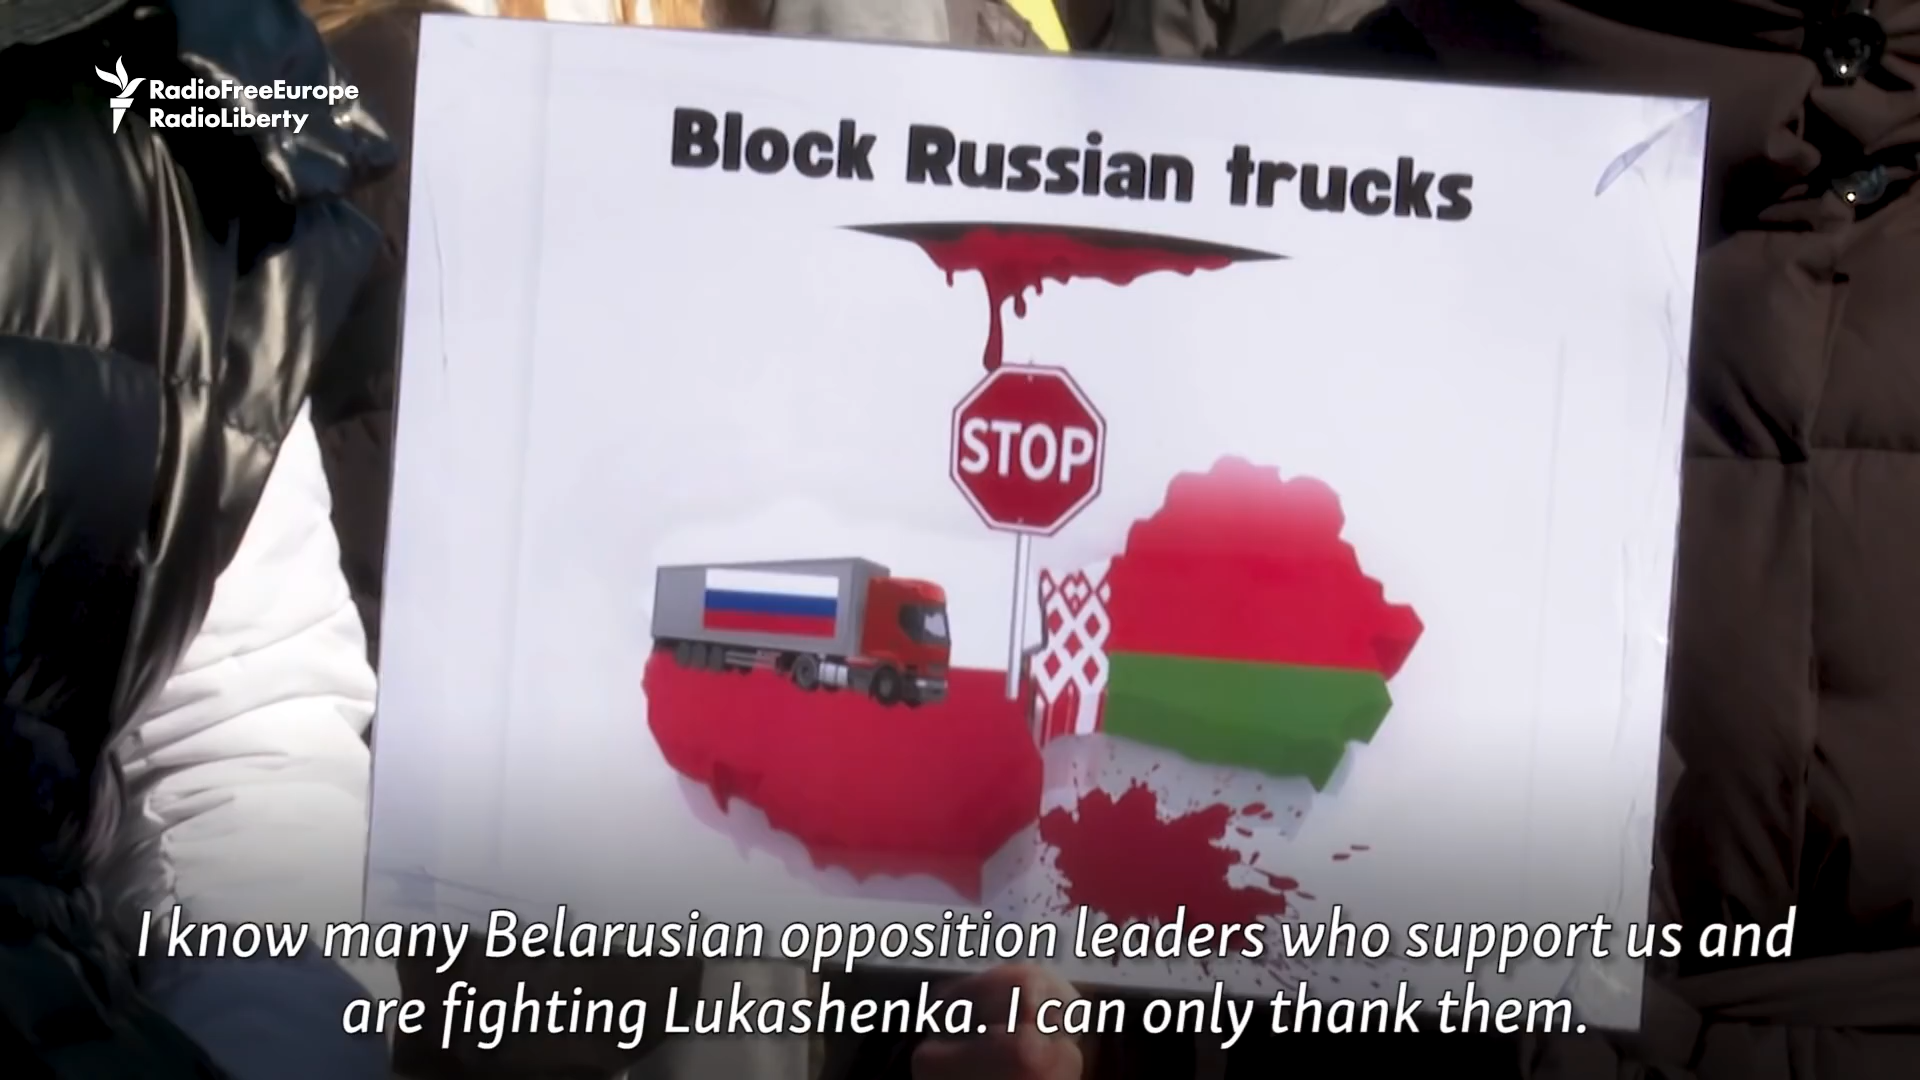 RadioFreeEurope
RadioLiberty
Block Russian trucks
STOP
I know many Belarusian opposition leaders who support us and
are fighting Lukashenka. I can only thank them.